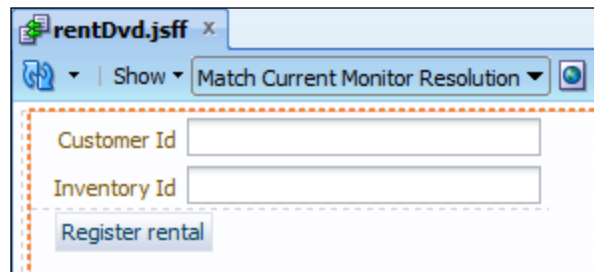 rentDvd.jsff x
Show Match Current Monitor Resolution
Customer Id
Inventory Id
Register rental